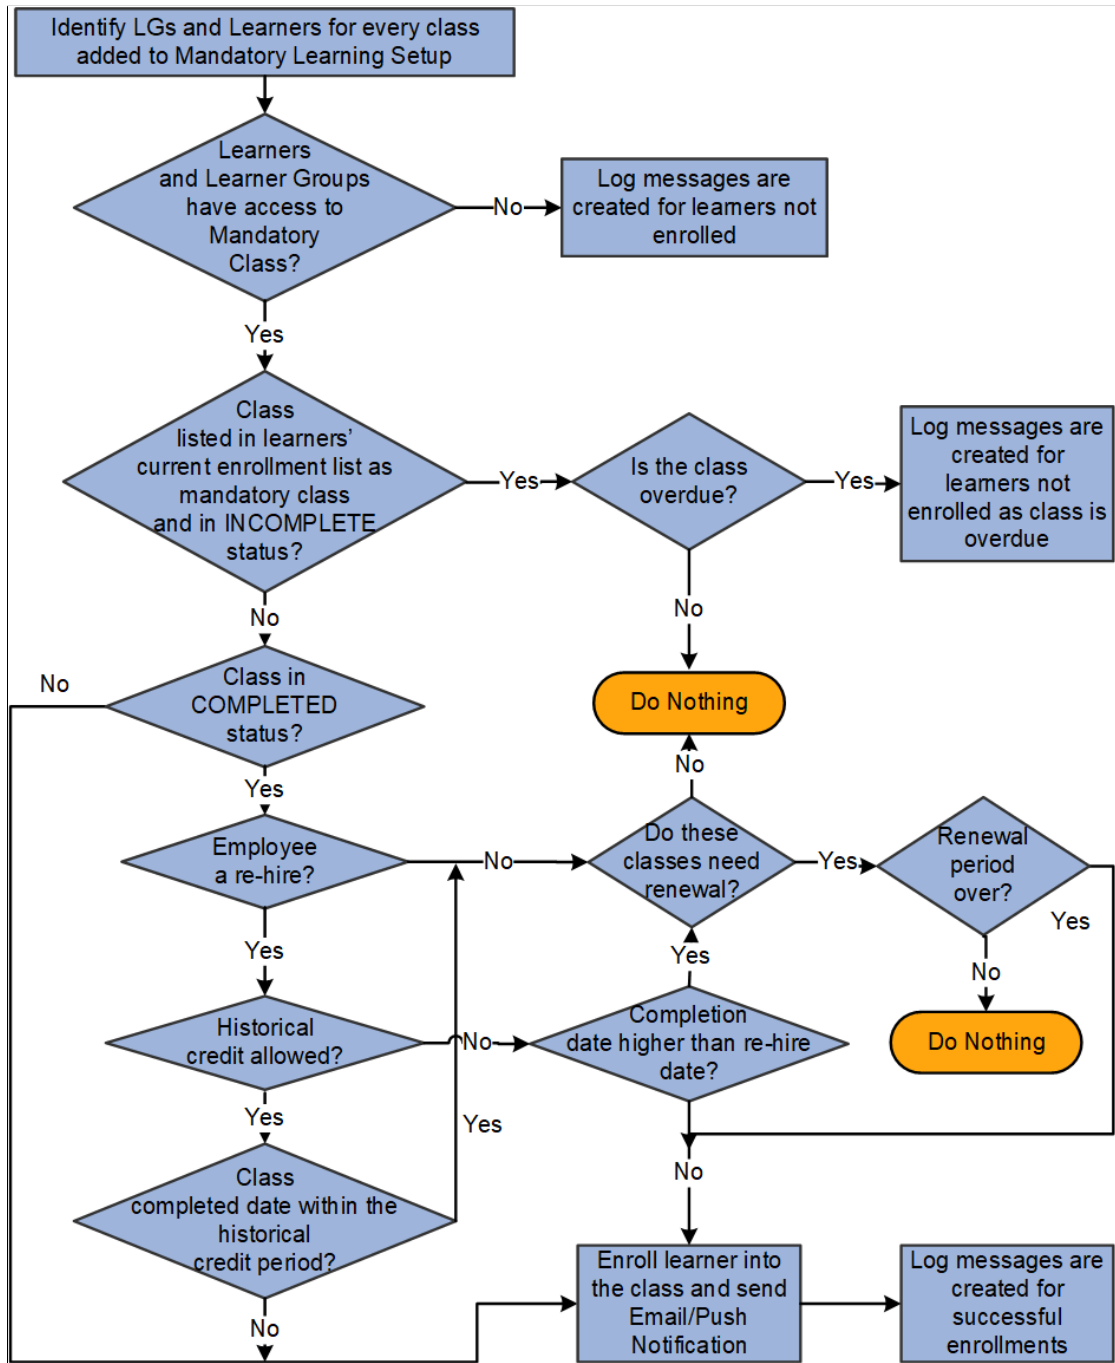 Identify LGs and Learners for every class
added to Mandatory Learning Setup
Learners
and Learner Groups
have access to
Mandatory
Class?
No
Log messages are
created for learners not
enrolled
Yes
Class
listed in learners’
current enrollment list as
mandatory class
and in INCOMPLETE
status?
Yes
Is the class
overdue?
Yes
Log messages are
created for
learners not
enrolled as class is
overdue
No
No
Class in
COMPLETED
status?
No
Do Nothing
Yes
No
Employee
a re-hire?
No
Do these
classes need
renewal?
Yes
Renewal
period
over?
Yes
Yes
Yes
No
Historical
credit allowed?
No
Completion
date higher than re-hire
date?
Do Nothing
Yes
Yes
Class
completed date within the
historical
credit period?
No
Enroll learner into
the class and send
Email/Push
Notification
Log messages are
created for
successful
enrollments
No